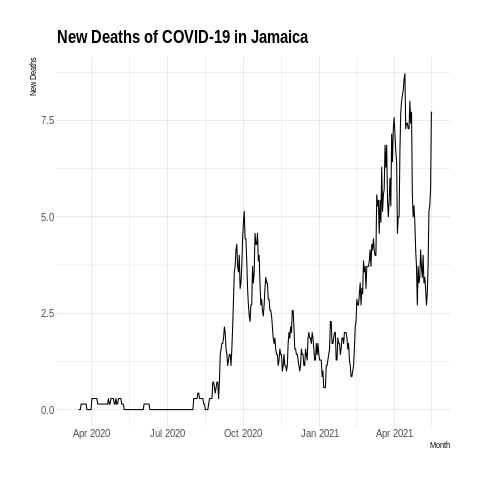 New Deaths of COVID-19 in Jamaica
New Deaths
7.5
5.0
2.5
0.0
Apr 2020
Jul 2020
Oct 2020
Jan 2021
Apr 2021
Month